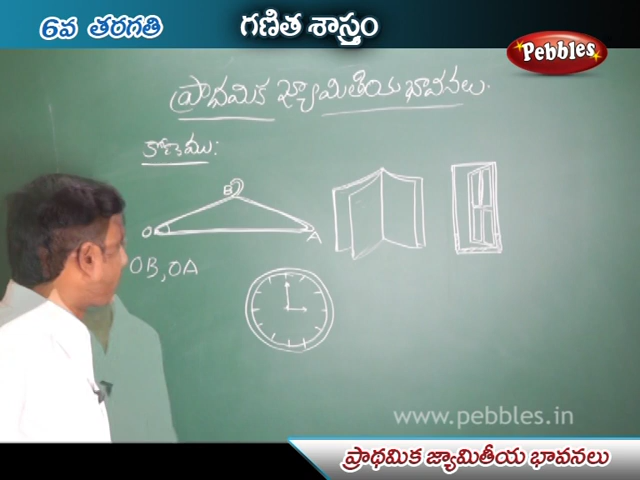 6వ తరగతి
గణిత శాస్త్రం
Pebbles®
ప్రాథమిక జ్యామితీయ భావనలు.
కోణము:
B
O
A
OB, OA
www.pebbles.in
ప్రాథమిక జ్యామితీయ భావనలు